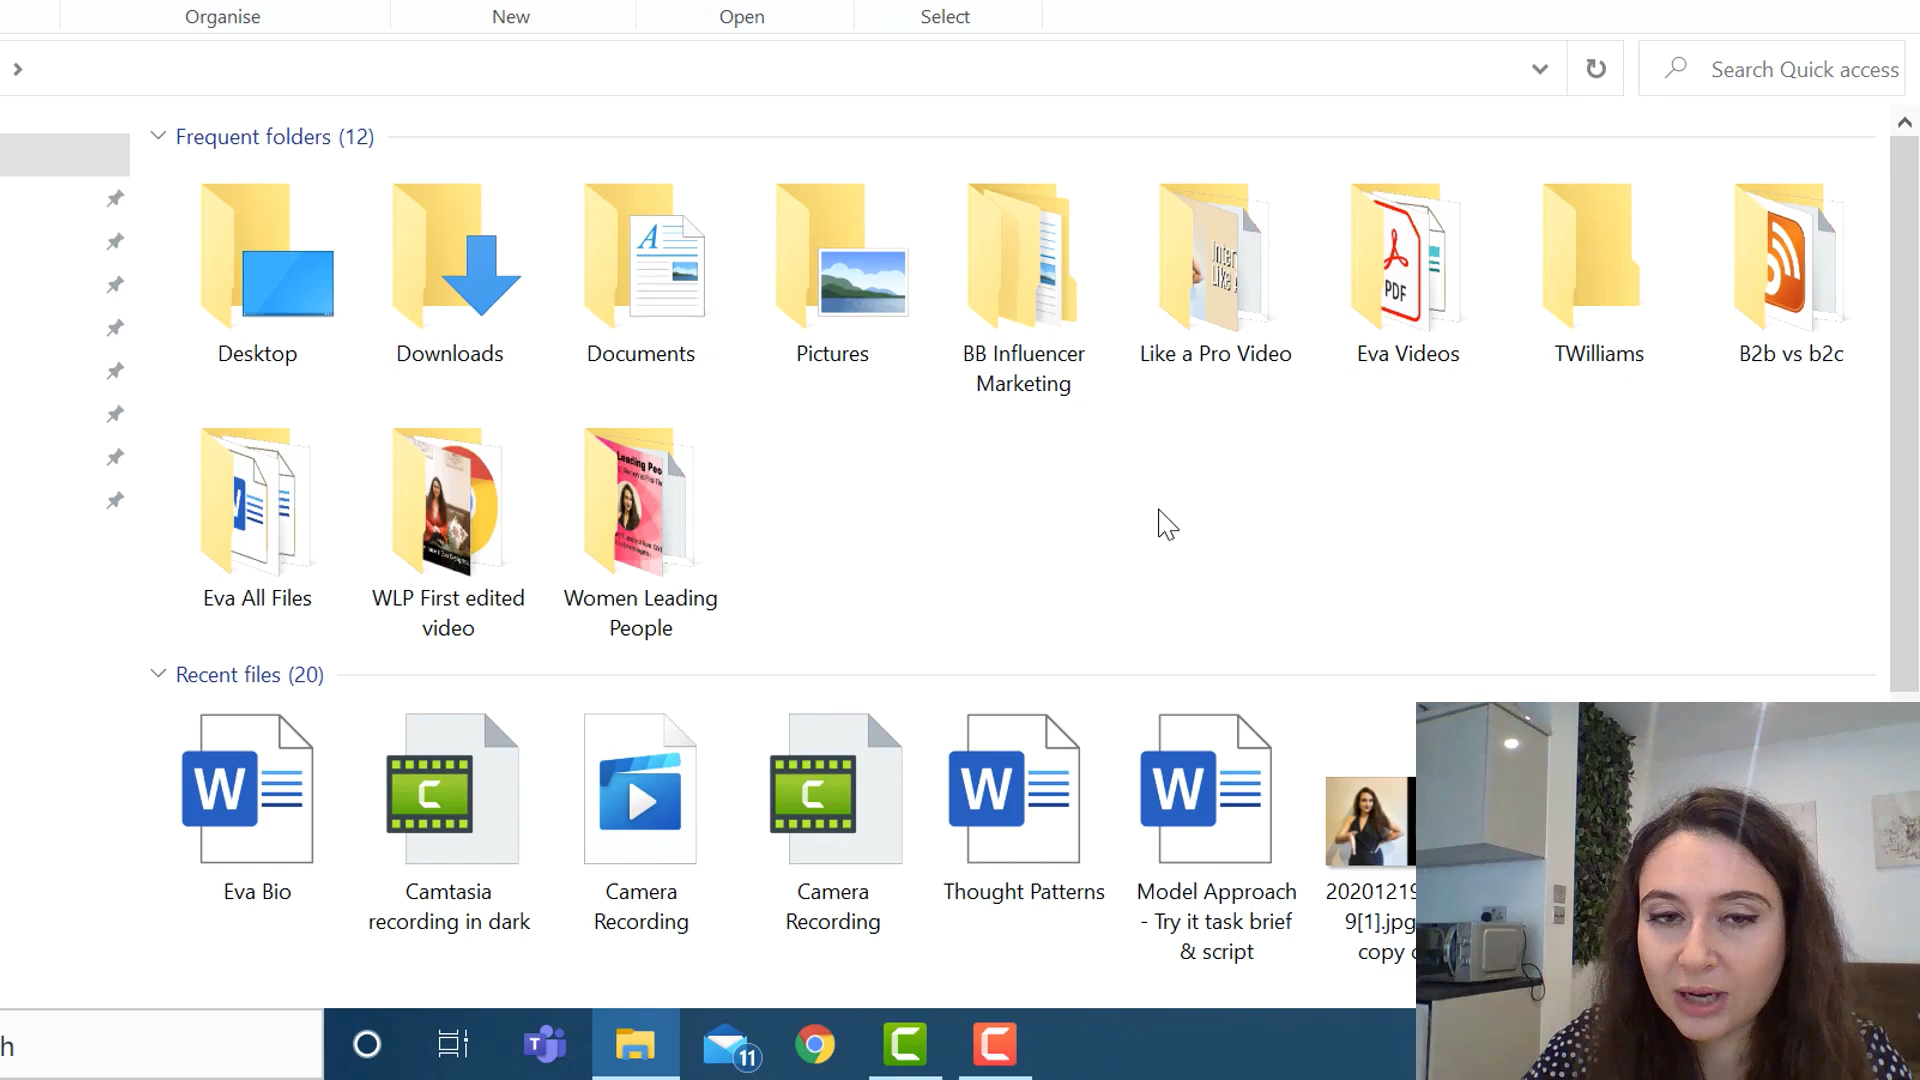 Organise
New
Open
Select
Search Quick access
Frequent folders (12)
Desktop
Downloads
Documents
Pictures
BB Influencer
Marketing
Like a Pro Video
Eva Videos
TWilliams
B2b vs b2c
PDF
Eva All Files
WLP First edited
video
Women Leading
People
Recent files (20)
Eva Bio
Camtasia
recording in dark
Camera
Recording
Camera
Recording
Thought Patterns
Model Approach
- Try it task brief
& script
20201219
9[1].jpg
copy
h
11